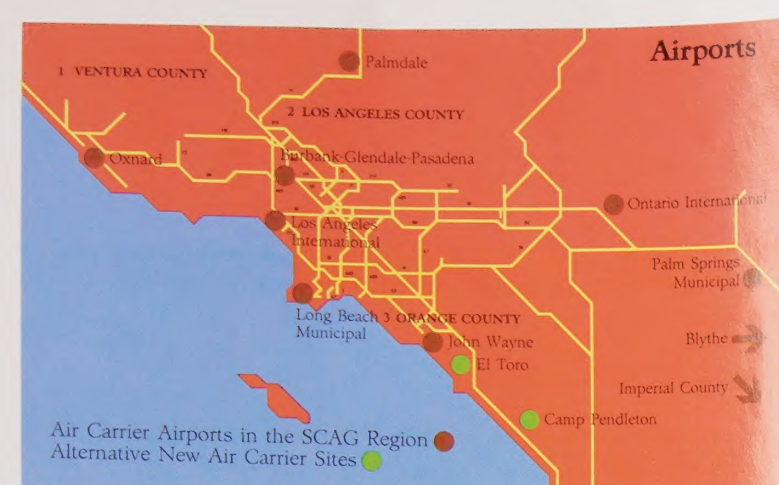 Airports
Palmdale
1 VENTURA COUNTY
2 LOS ANGELES COUNTY
Oxnard
Burbank-Glendale-Pasadena
Ontario International
Los Angeles
International
Palm Springs
Municipal
Long Beach
Municipal
3 ORANGE COUNTY
John Wayne
Blythe
El Toro
Imperial County
Camp Pendleton
Air Carrier Airports in the SCAG Region
Alternative New Air Carrier Sites